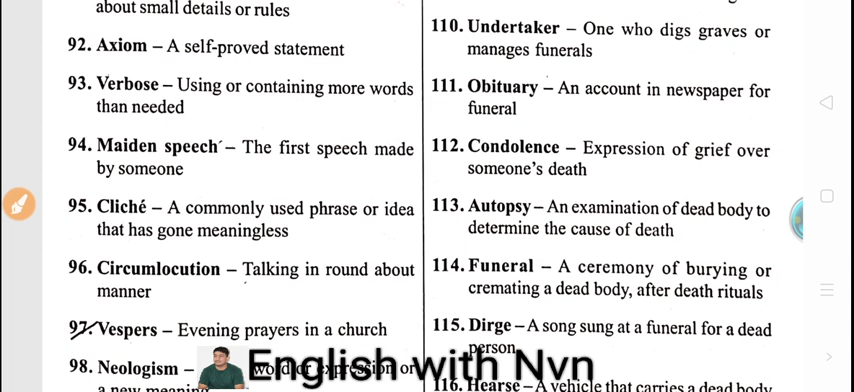 about small details or rules
92. Axiom – A self-proved statement
93. Verbose – Using or containing more words
than needed
94. Maiden speech – The first speech made
by someone
95. Cliché – A commonly used phrase or idea
that has gone meaningless
96. Circumlocution – Talking in round about
manner
97. Vespers – Evening prayers in a church
98. Neologism –
110. Undertaker – One who digs graves or
manages funerals
111. Obituary – An account in newspaper for
funeral
112. Condolence – Expression of grief over
someone's death
113. Autopsy – An examination of dead body to
determine the cause of death
114. Funeral – A ceremony of burying or
cremating a dead body, after death rituals
115. Dirge – A song sung at a funeral for a dead
person
116. Hearse – A vehicle that carries a dead body
English with Nvn